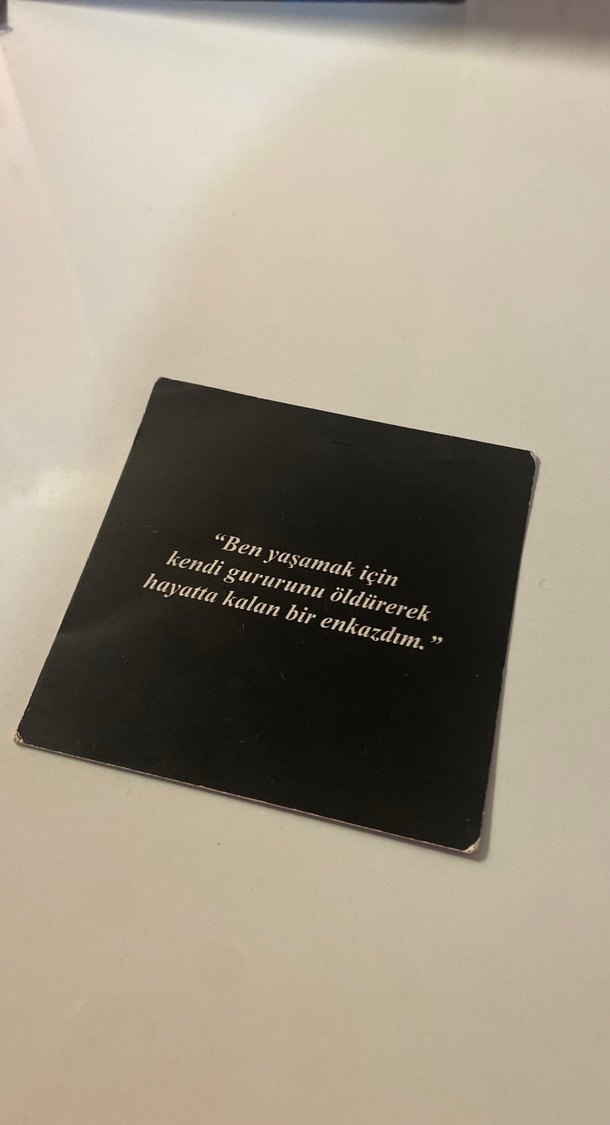 “Ben yaşamak için
kendi gururunu öldürerek
hayatta kalan bir enkazdım.”